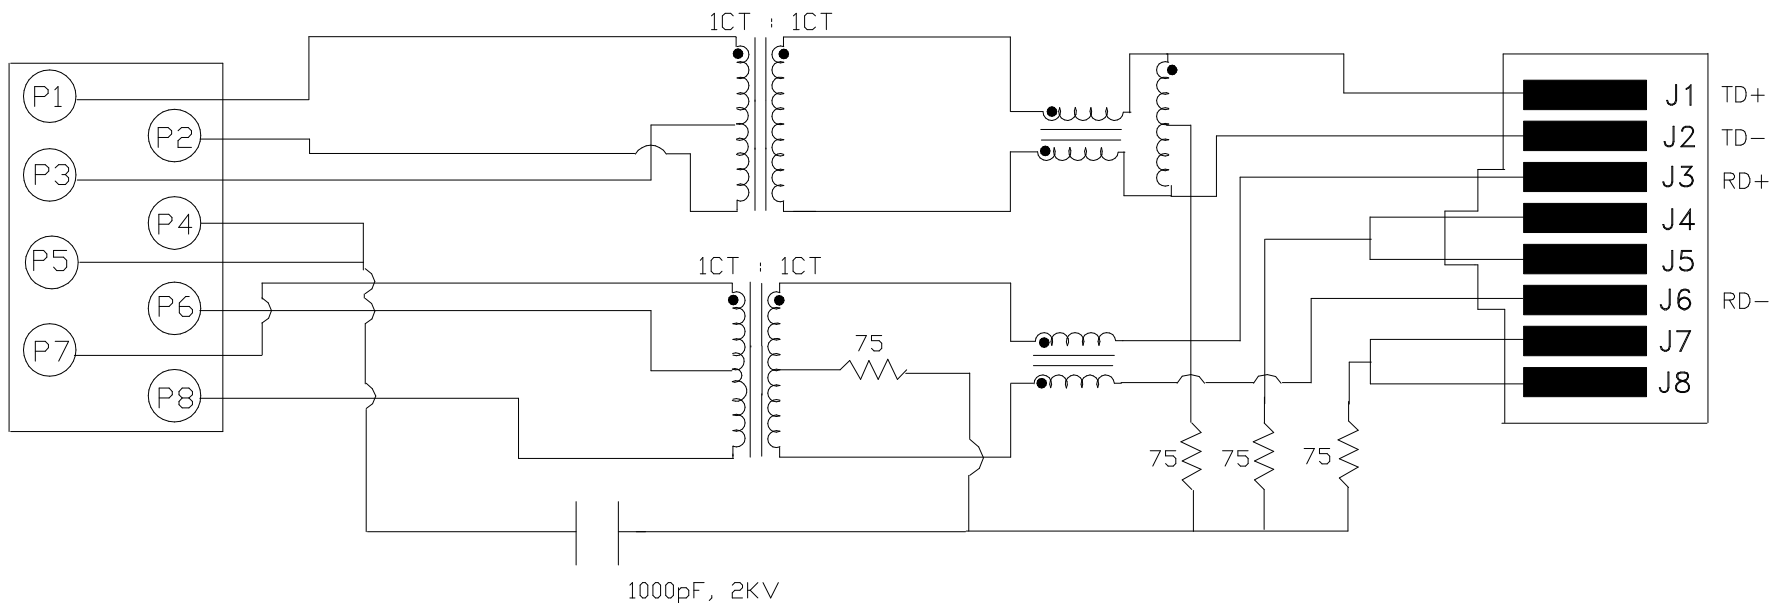 1CT : 1CT
P1
P2
P3
P4
P5
P6
P7
P8
1CT : 1CT
75
75
75
75
1000pF, 2KV
J1 TD+
J2 TD-
J3 RD+
J4
J5
J6 RD-
J7
J8